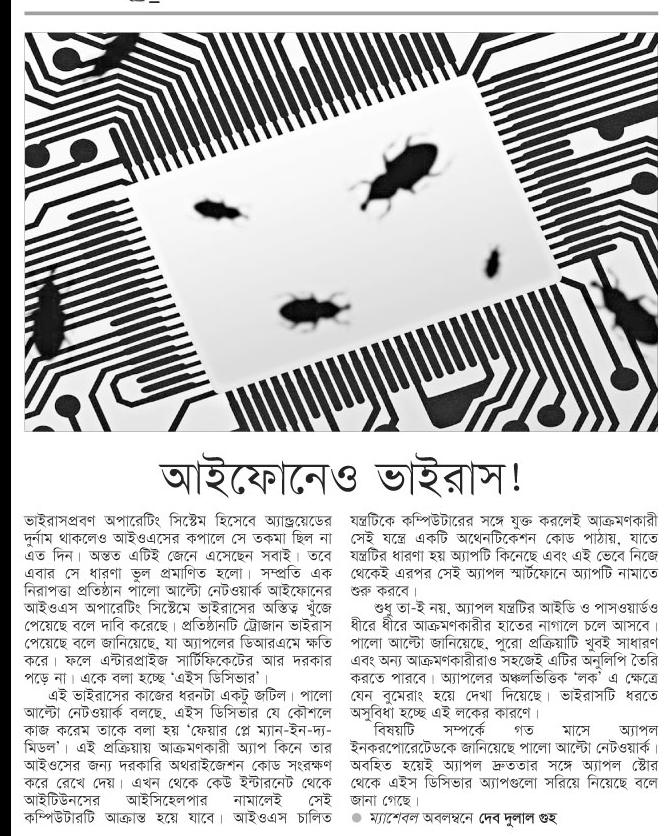 আইফোনেও ভাইরাস!
ভাইরাসপ্রবণ অপারেটিং সিস্টেম হিসেবে অ্যান্ড্রয়েডের
দুর্নাম থাকলেও আইওএসের কপালে সে তকমা ছিল না
এত দিন। অন্তত এটিই জেনে এসেছেন সবাই। তবে
এবার সে ধারণা ভুল প্রমাণিত হলো। সম্প্রতি এক
নিরাপত্তা প্রতিষ্ঠান পালো আল্টো নেটওয়ার্ক আইফোনের
আইওএস অপারেটিং সিস্টেমে ভাইরাসের অস্তিত্ব খুঁজে
পেয়েছে বলে দাবি করেছে। প্রতিষ্ঠানটি ট্রোজান ভাইরাস
পেয়েছে বলে জানিয়েছে, যা অ্যাপলের ডিআরএমে ক্ষতি
করে। ফলে এন্টারপ্রাইজ সার্টিফিকেটের আর দরকার
পড়ে না। একে বলা হচ্ছে ‘এইস ডিসিভার’।
এই ভাইরাসের কাজের ধরনটা একটু জটিল। পালো
আল্টো নেটওয়ার্ক বলছে, এইস ডিসিভার যে কৌশলে
কাজ করেম তাকে বলা হয় ‘ফেয়ার প্লে ম্যান-ইন-দ্য-
মিডল’। এই প্রক্রিয়ায় আক্রমণকারী অ্যাপ কিনে তার
আইওসের জন্য দরকারি অথরাইজেশন কোড সংরক্ষণ
করে রেখে দেয়। এখন থেকে কেউ ইন্টারনেট থেকে
আইটিউনসের আইসিহেলপার নামালেই সেই
কম্পিউটারটি আক্রান্ত হয়ে যাবে। আইওএস চালিত
যন্ত্রটিকে কম্পিউটারের সঙ্গে যুক্ত করলেই আক্রমণকারী
সেই যন্ত্রে একটি অথেনটিকেশন কোড পাঠায়, যাতে
যন্ত্রটির ধারণা হয় অ্যাপটি কিনেছে এবং এই ভেবে নিজে
থেকেই এরপর সেই অ্যাপল স্মার্টফোনে অ্যাপটি নামাতে
শুরু করবে।
শুধু তা-ই নয়, অ্যাপল যন্ত্রটির আইডি ও পাসওয়ার্ডও
ধীরে ধীরে আক্রমণকারীর হাতের নাগালে চলে আসবে।
পালো আল্টো জানিয়েছে, পুরো প্রক্রিয়াটি খুবই সাধারণ
এবং অন্য আক্রমণকারীরাও সহজেই এটির অনুলিপি তৈরি
করতে পারবে। অ্যাপলের অঞ্চলভিত্তিক ‘লক’ এ ক্ষেত্রে
যেন বুমেরাং হয়ে দেখা দিয়েছে। ভাইরাসটি ধরতে
অসুবিধা হচ্ছে এই লকের কারণে।
বিষয়টি সম্পর্কে গত মাসে অ্যাপল
ইনকরপোরেটেডকে জানিয়েছে পালো আল্টো নেটওয়ার্ক।
অবহিত হয়েই অ্যাপল দ্রুততার সঙ্গে অ্যাপল স্টোর
থেকে এইস ডিসিভার অ্যাপগুলো সরিয়ে নিয়েছে বলে
জানা গেছে।
● ম্যাশেবল অবলম্বনে দেব দুলাল গুহ